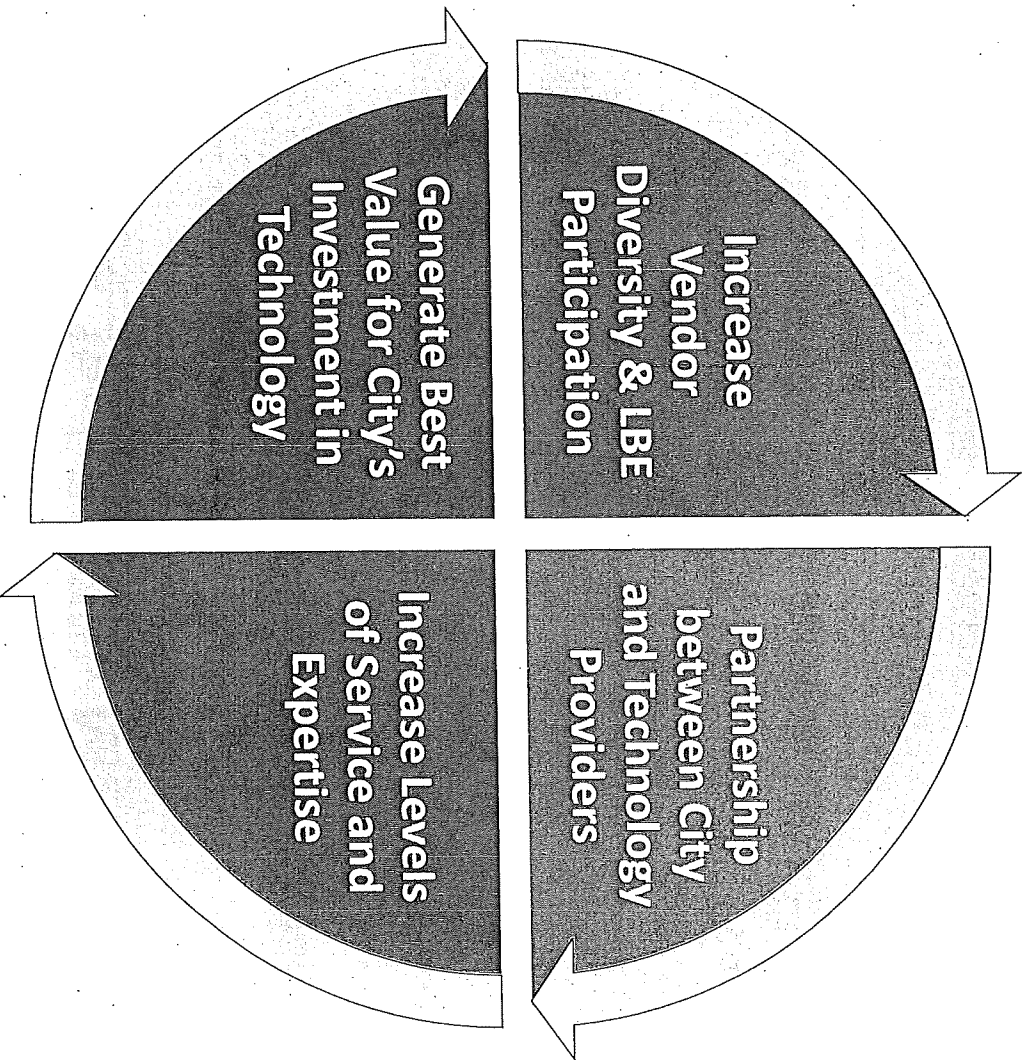 Increase
Vendor
Diversity & LBE
Participation
Partnership
between City
and Technology
Providers
Generate Best
Value for City's
Investment in
Technology
Increase Levels
of Service and
Expertise